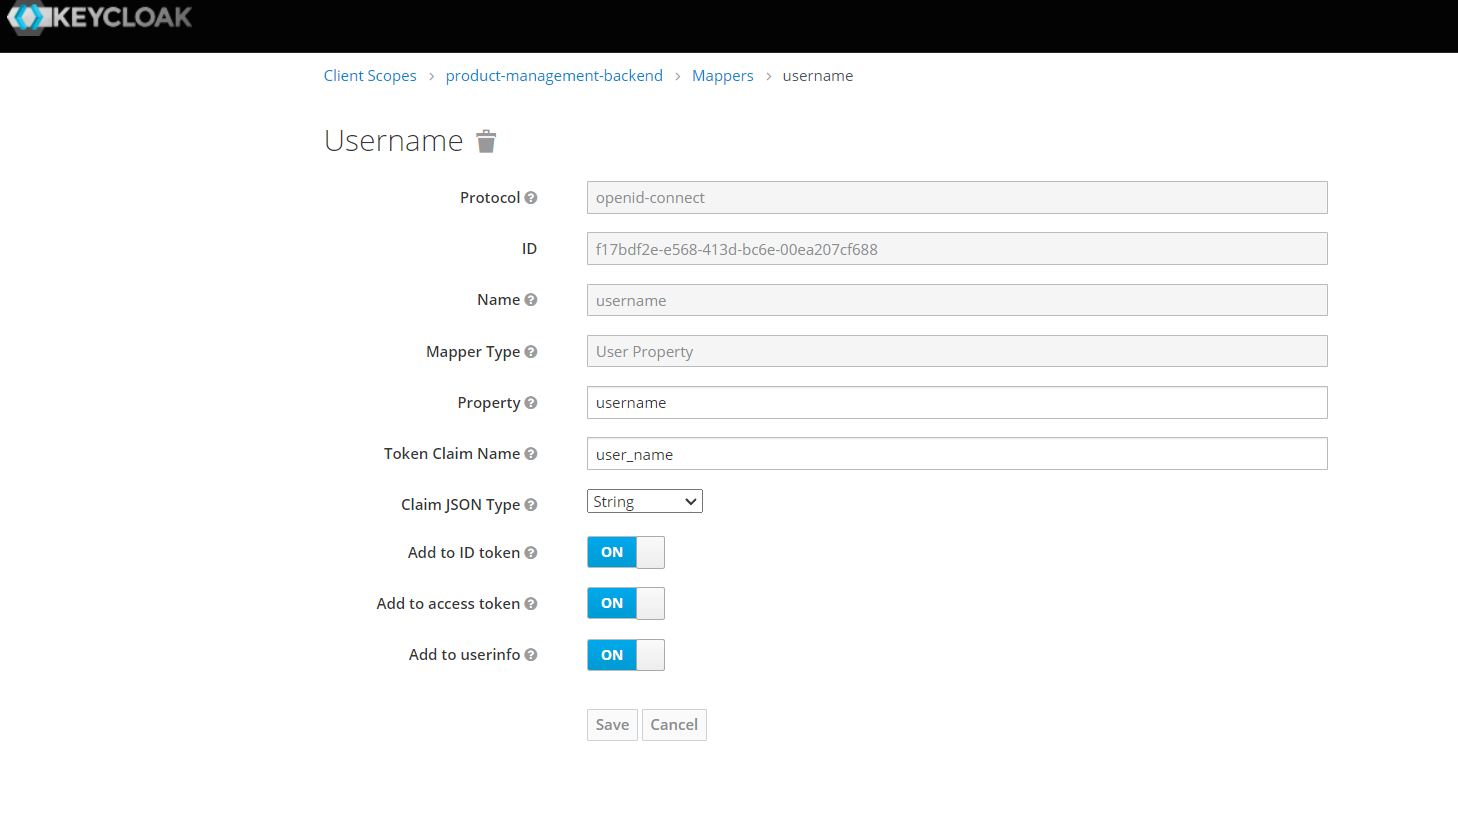 KEYCLOAK
Client Scopes > product-management-backend > Mappers > username
Username
Protocol ? openid-connect
ID f17bdf2e-e568-413d-bc6e-00ea207cf688
Name ? username
Mapper Type ? User Property
Property ? username
Token Claim Name ? user_name
Claim JSON Type ? String
Add to ID token ? ON
Add to access token ? ON
Add to userinfo ? ON
Save Cancel